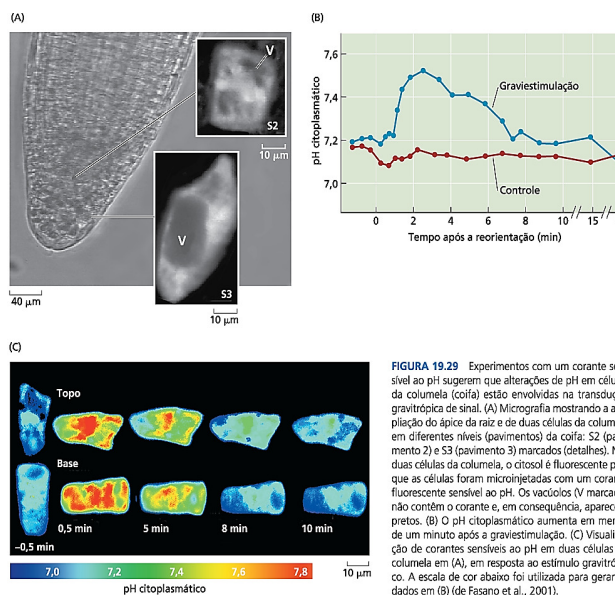 (A)
V
S2
10 μm
V
S3
40 μm
10 μm
(B)
7,6
7,4
7,2
7,0
pH citoplasmático
Graviestimulação
Controle
0 2 4 6 8 10 15
Tempo após a reorientação (min)
(C)
Topo
Base
–0,5 min
0,5 min 5 min 8 min 10 min
7,0 7,2 7,4 7,6 7,8
pH citoplasmático
FIGURA 19.29 Experimentos com um corante se
sível ao pH sugerem que alterações de pH em célu
da columela (coifa) estão envolvidas na transduç
gravitrópica de sinal. (A) Micrografia mostrando a a
pliação do ápice da raiz e de duas células da colum
em diferentes níveis (pavimentos) da coifa: S2 (pa
mento 2) e S3 (pavimento 3) marcados (detalhes). N
duas células da columela, o citosol é fluorescente p
que as células foram microinjetadas com um coran
fluorescente sensível ao pH. Os vacúolos (V marca
não contêm o corante e, em consequência, aparece
pretos. (B) O pH citoplasmático aumenta em men
de um minuto após a graviestimulação. (C) Visuali
ção de corantes sensíveis ao pH em duas células
columela em (A), em resposta ao estímulo gravitró
co. A escala de cor abaixo foi utilizada para gerar
dados em (B) (de Fasano et al., 2001).